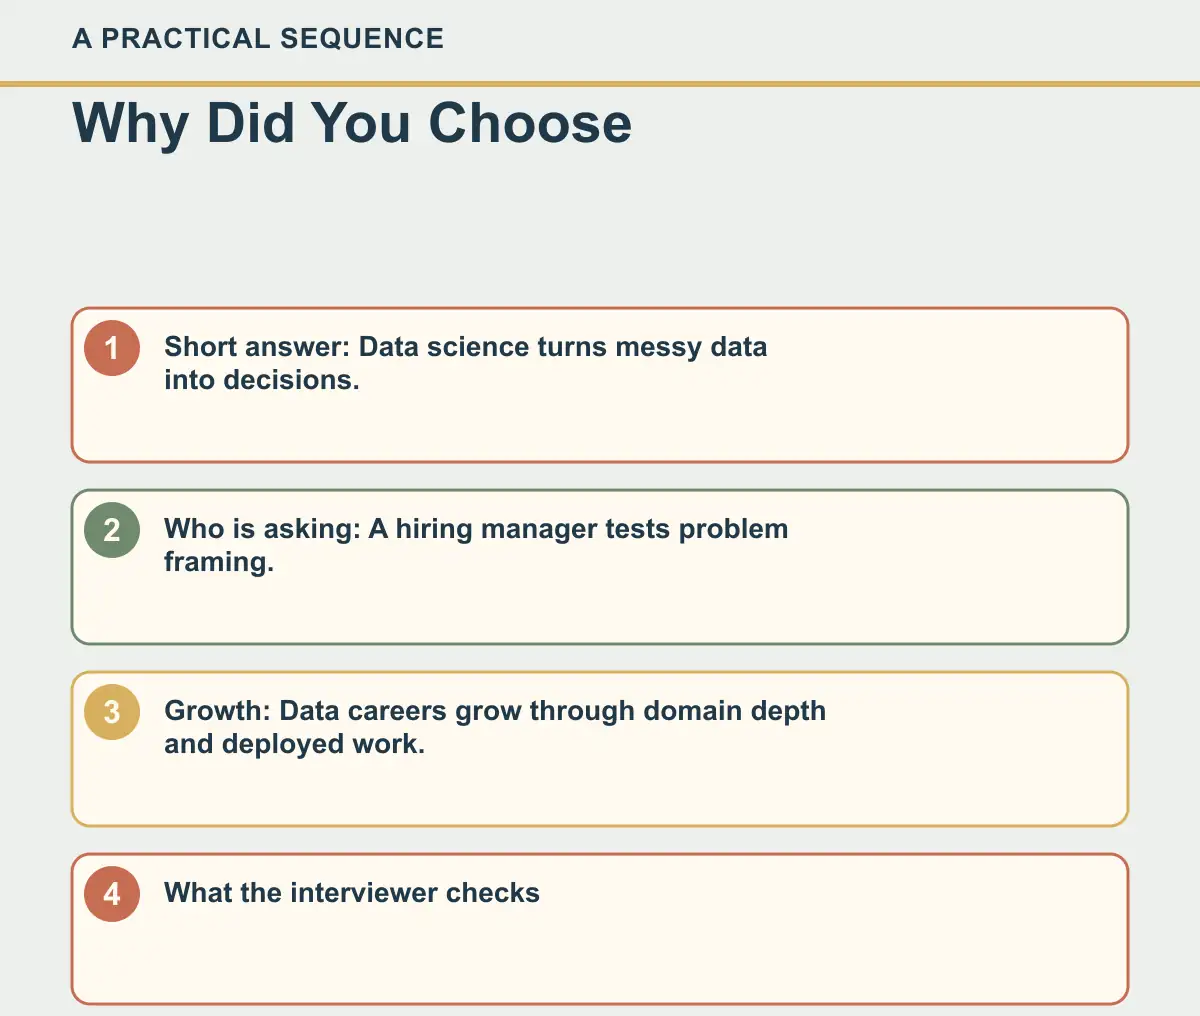 A PRACTICAL SEQUENCE
Why Did You Choose
1
Short answer: Data science turns messy data
into decisions.
2
Who is asking: A hiring manager tests problem
framing.
3
Growth: Data careers grow through domain depth
and deployed work.
4
What the interviewer checks